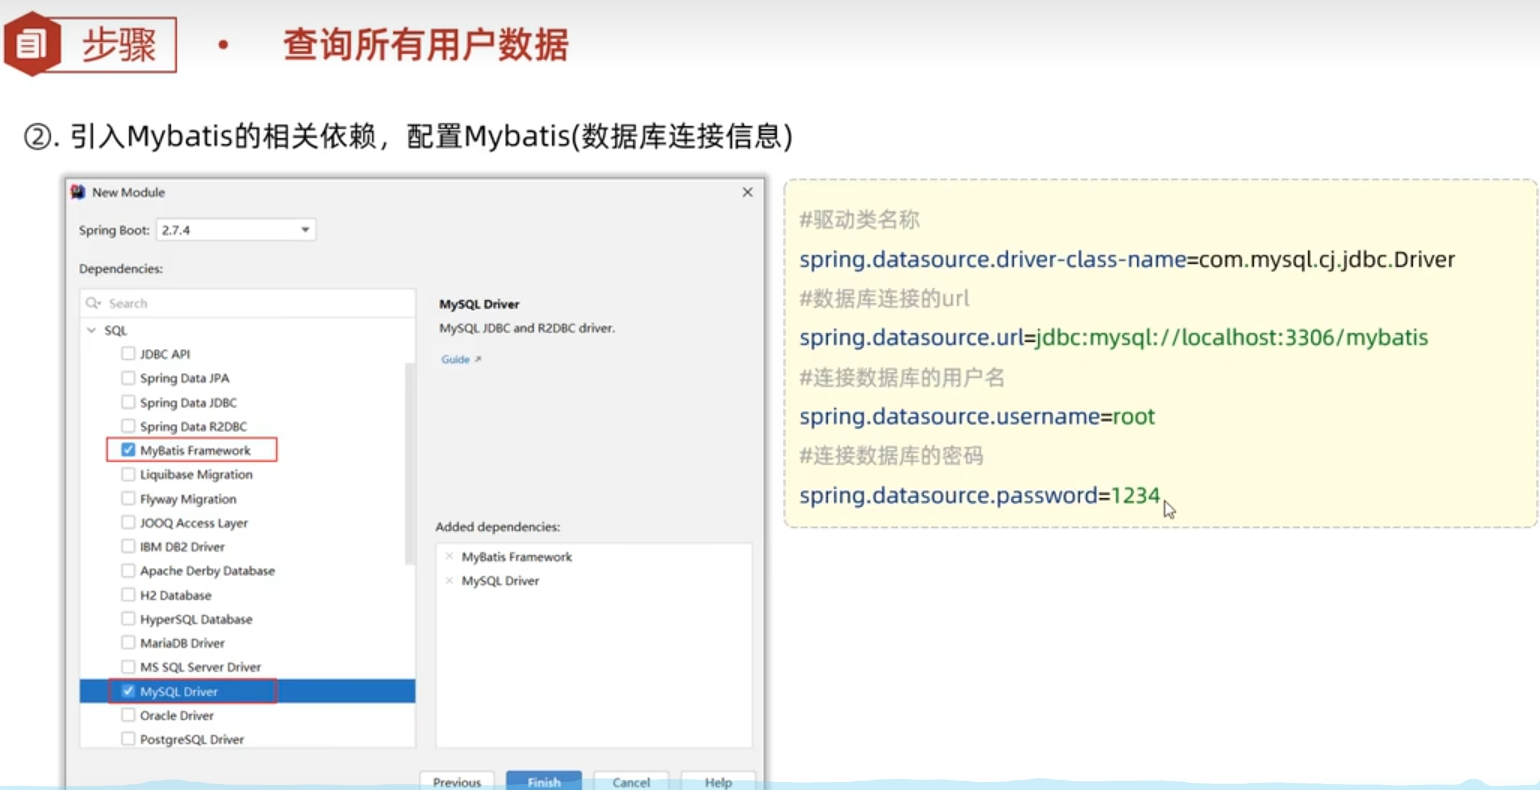 步骤
• 查询所有用户数据
②. 引入Mybatis的相关依赖，配置Mybatis(数据库连接信息)
New Module
Spring Boot: 2.7.4
Dependencies:
Search
SQL
JDBC API
Spring Data JPA
Spring Data JDBC
Spring Data R2DBC
MyBatis Framework
Liquibase Migration
Flyway Migration
JOOQ Access Layer
IBM DB2 Driver
Apache Derby Database
H2 Database
HyperSQL Database
MariaDB Driver
MS SQL Server Driver
MySQL Driver
Oracle Driver
PostgreSQL Driver
MySQL Driver
MySQL JDBC and R2DBC driver.
Guide ↗
Added dependencies:
× MyBatis Framework
× MySQL Driver
Previous
Finish
Cancel
Help
#驱动类名称
spring.datasource.driver-class-name=com.mysql.cj.jdbc.Driver
#数据库连接的url
spring.datasource.url=jdbc:mysql://localhost:3306/mybatis
#连接数据库的用户名
spring.datasource.username=root
#连接数据库的密码
spring.datasource.password=1234